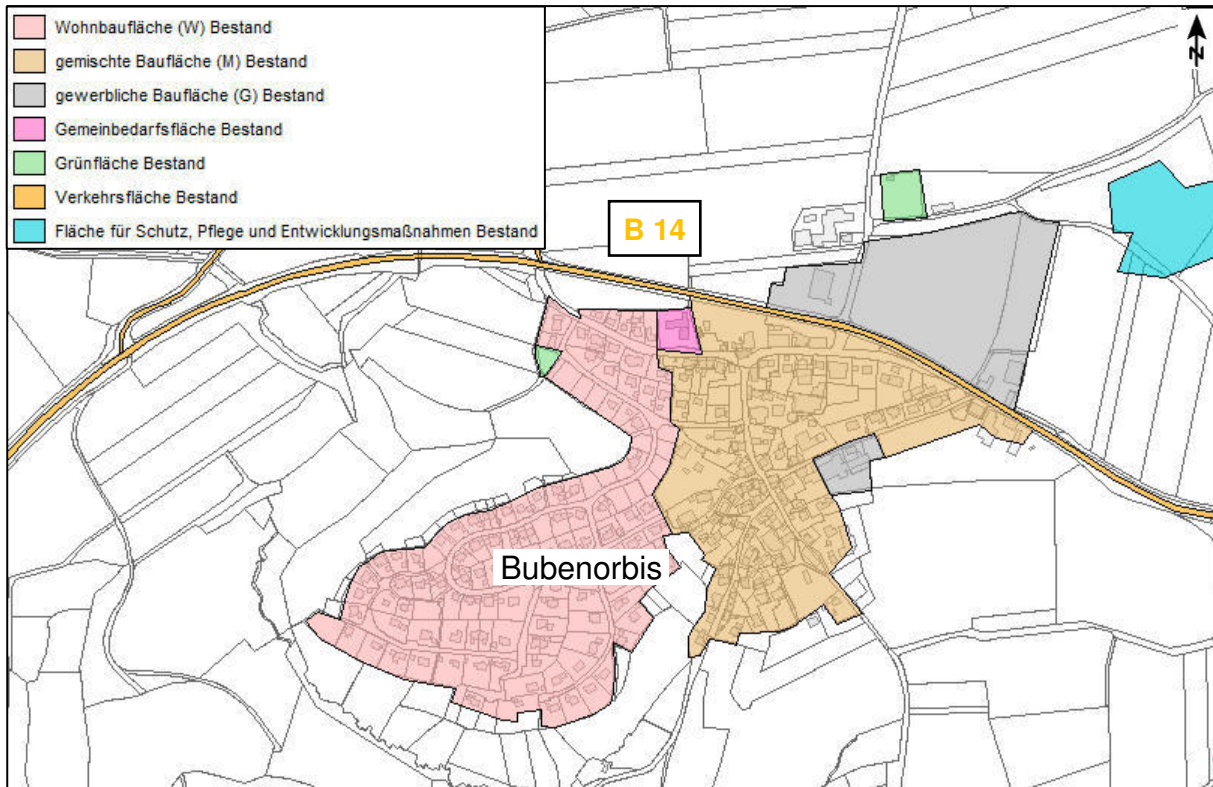 Wohnbaufläche (W) Bestand
gemischte Baufläche (M) Bestand
gewerbliche Baufläche (G) Bestand
Gemeinbedarfsfläche Bestand
Grünfläche Bestand
Verkehrsfläche Bestand
Fläche für Schutz, Pflege und Entwicklungsmaßnahmen Bestand
N
B 14
Bubenorbis